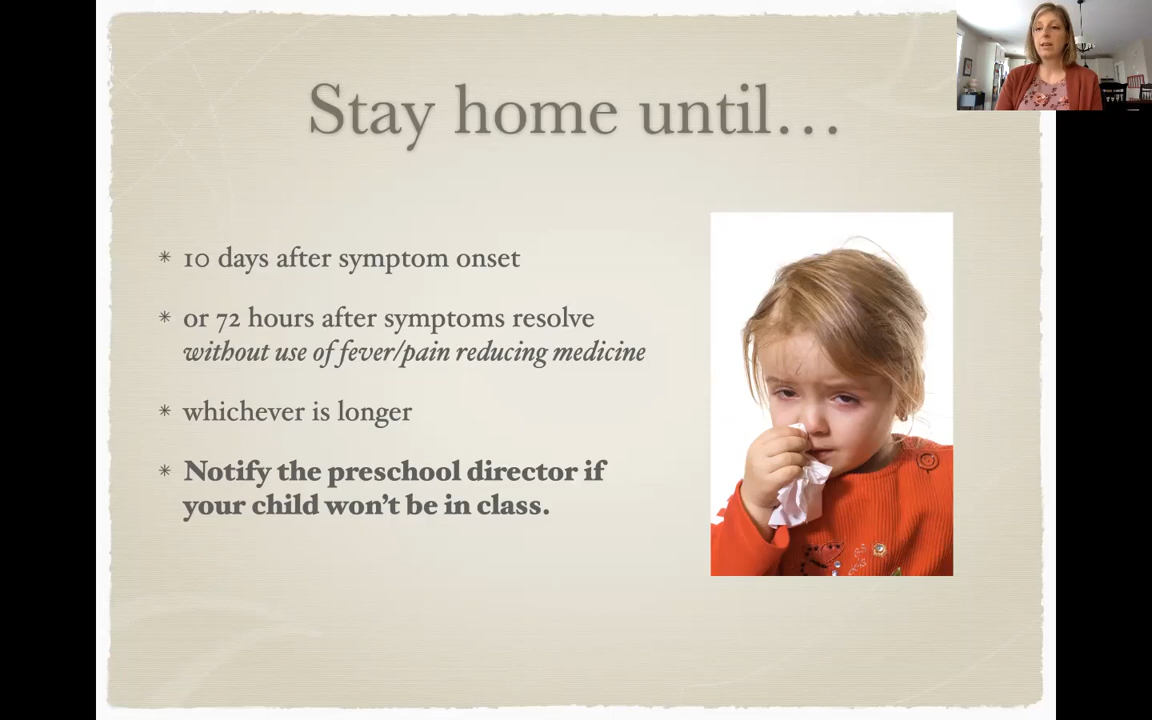 Stay home until…
* 10 days after symptom onset
* or 72 hours after symptoms resolve
without use of fever/pain reducing medicine
* whichever is longer
* Notify the preschool director if
your child won’t be in class.